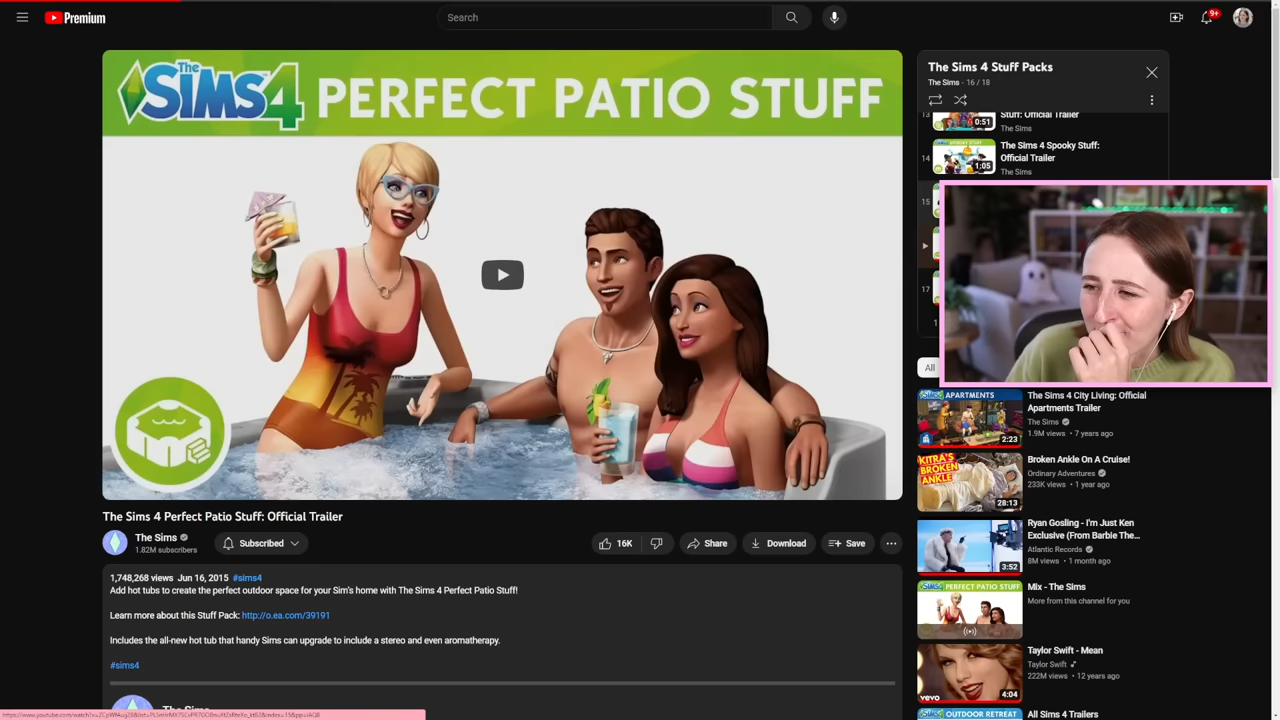 Premium
Search
9+
The SIMS 4 PERFECT PATIO STUFF
The Sims 4 Perfect Patio Stuff: Official Trailer
The Sims
1.82M subscribers
Subscribed
16K
Share
Download
Save
1,748,268 views Jun 16, 2015 #sims4
Add hot tubs to create the perfect outdoor space for your Sim's home with The Sims 4 Perfect Patio Stuff!
Learn more about this Stuff Pack: http://o.ea.com/39191
Includes the all-new hot tub that handy Sims can upgrade to include a stereo and even aromatherapy.
#sims4
The Sims
The Sims 4 Stuff Packs
The Sims - 16 / 18
13
0:51
Stuff: Official Trailer
The Sims
14
SPOOKY STUFF
1:05
The Sims 4 Spooky Stuff:
Official Trailer
The Sims
15
17
1
All
APARTMENTS
2:23
The Sims 4 City Living: Official
Apartments Trailer
The Sims
1.9M views • 7 years ago
KITRA'S
BROKEN
ANKLE
28:13
Broken Ankle On A Cruise!
Ordinary Adventures
233K views • 1 year ago
3:52
Ryan Gosling - I'm Just Ken
Exclusive (From Barbie The...
Atlantic Records
8M views • 1 month ago
PERFECT PATIO STUFF
Mix - The Sims
More from this channel for you
vevo
4:04
Taylor Swift - Mean
Taylor Swift
222M views • 12 years ago
OUTDOOR RETREAT
All Sims 4 Trailers